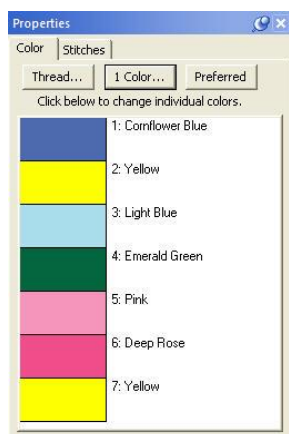 Properties
Color Stitches
Thread... 1 Color... Preferred
Click below to change individual colors.
1: Cornflower Blue
2: Yellow
3: Light Blue
4: Emerald Green
5: Pink
6: Deep Rose
7: Yellow